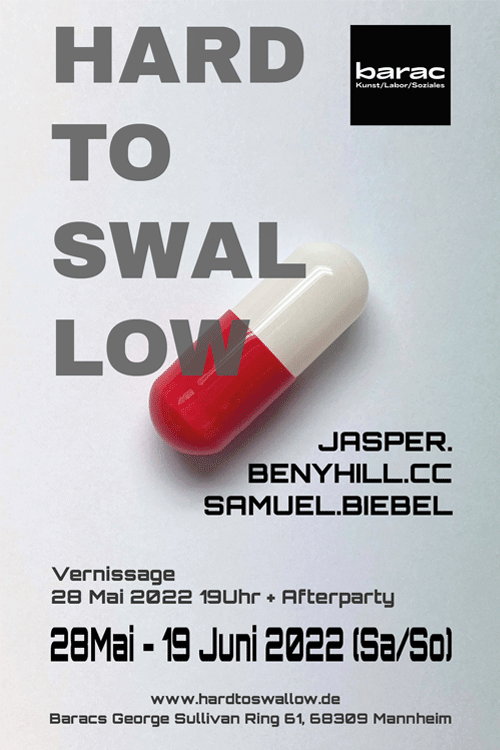 HARD
TO
SWAL
LOW
barac
Kunst/Labor/Soziales
JASPER.
BENYHILL.CC
SAMUEL.BIEBEL
Vernissage
28 Mai 2022 19Uhr + Afterparty
28Mai - 19 Juni 2022 (Sa/So)
www.hardtoswallow.de
Baracs George Sullivan Ring 61, 68309 Mannheim